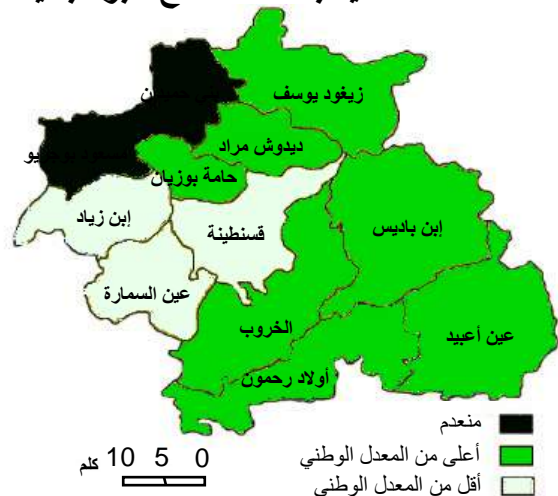 زيغود يوسف
ديدوش مراد
حامة بوزيان
إبن زياد
قسنطينة
إبن باديس
عين السمارة
الخروب
عين أعبيد
أولاد رحمون
منعدم
أعلى من المعدل الوطني
أقل من المعدل الوطني
10 5 0 كلم